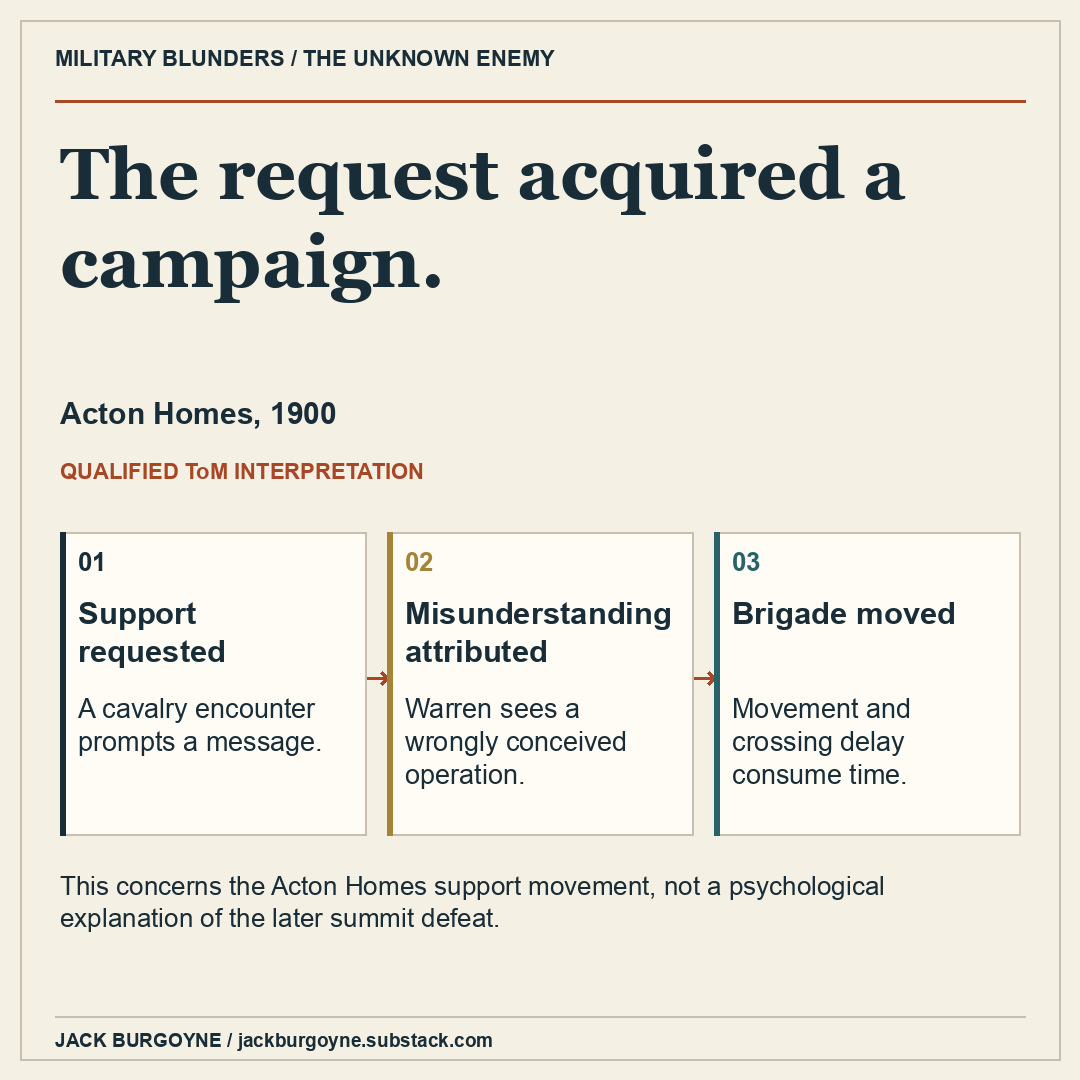 MILITARY BLUNDERS / THE UNKNOWN ENEMY
The request acquired a
campaign.
Acton Homes, 1900
QUALIFIED ToM INTERPRETATION
01
Support
requested
A cavalry encounter
prompts a message.
02
Misunderstanding
attributed
Warren sees a
wrongly conceived
operation.
03
Brigade moved
Movement and
crossing delay
consume time.
This concerns the Acton Homes support movement, not a psychological
explanation of the later summit defeat.
JACK BURGOYNE / jackburgoyne.substack.com